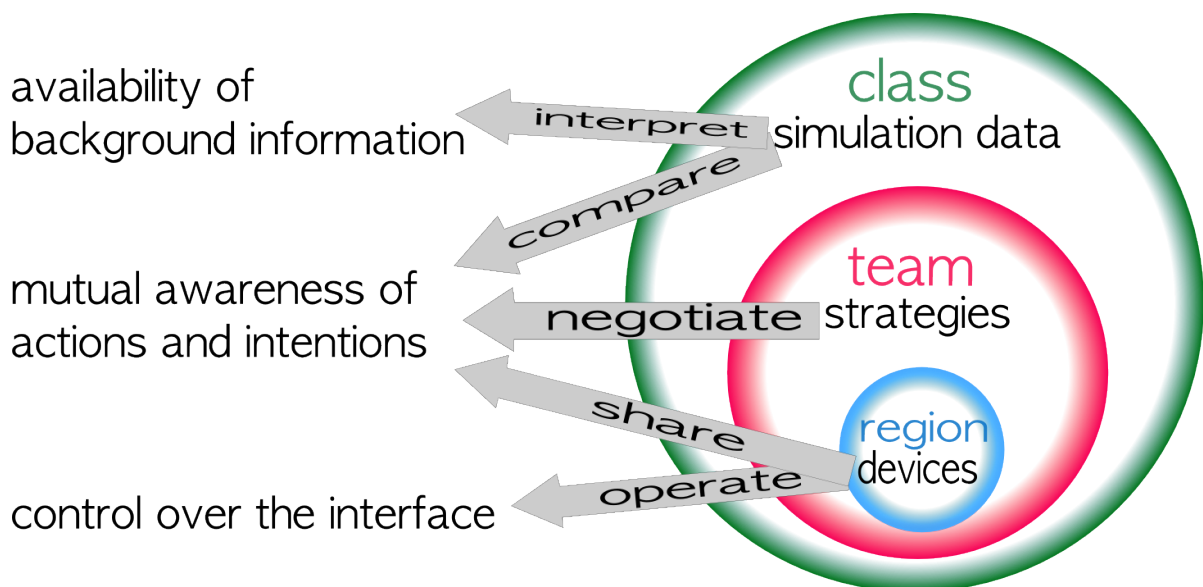 availability of
background information
mutual awareness of
actions and intentions
control over the interface
interpret
compare
negotiate
share
operate
class
simulation data
team
strategies
region
devices